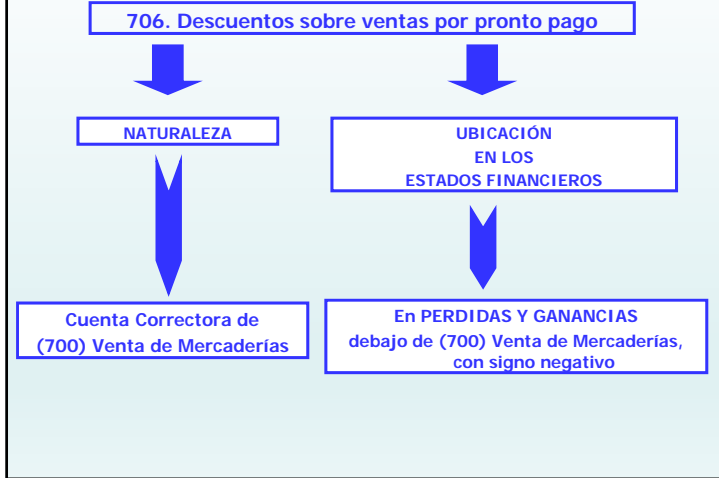 706. Descuentos sobre ventas por pronto pago
NATURALEZA
UBICACIÓN
EN LOS
ESTADOS FINANCIEROS
Cuenta Correctora de
(700) Venta de Mercaderías
En PERDIDAS Y GANANCIAS
debajo de (700) Venta de Mercaderías,
con signo negativo